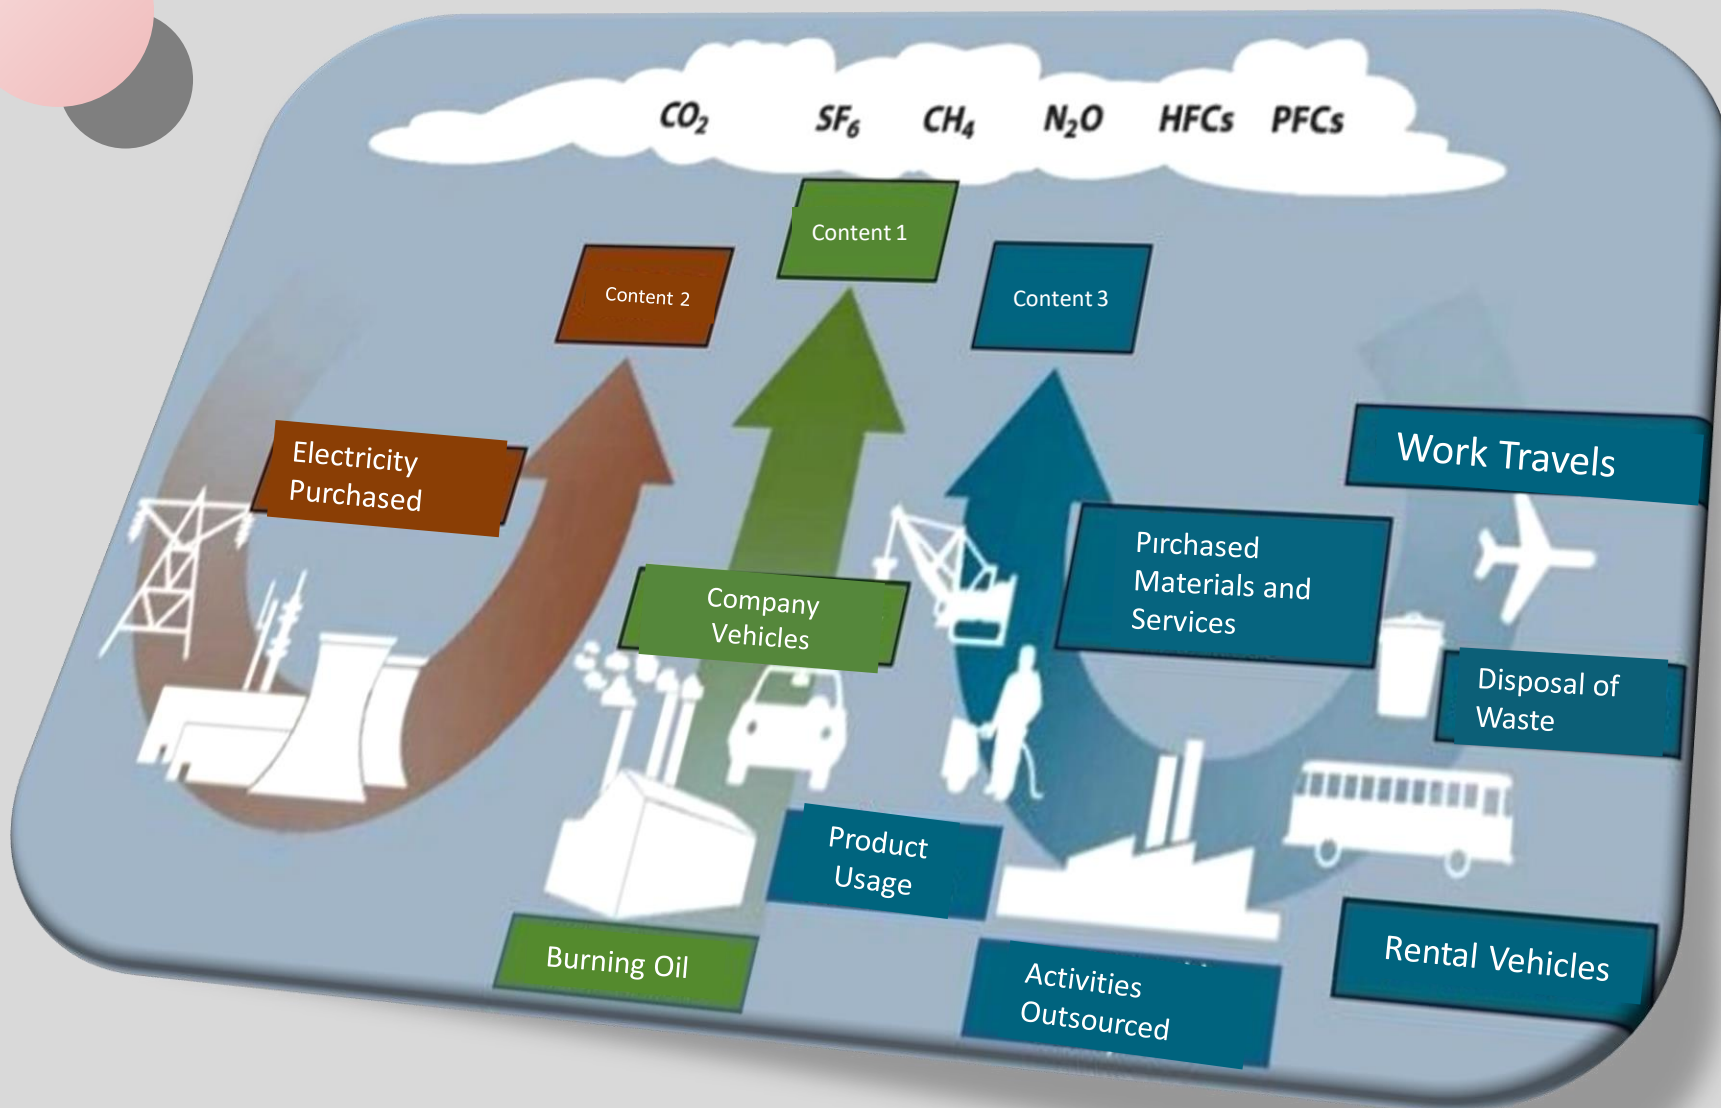 CO₂ SF₆ CH₄ N₂O HFCs PFCs
Content 1
Content 2
Content 3
Electricity
Purchased
Work Travels
Company
Vehicles
Pırchased
Materials and
Services
Disposal of
Waste
Product
Usage
Burning Oil
Activities
Outsourced
Rental Vehicles